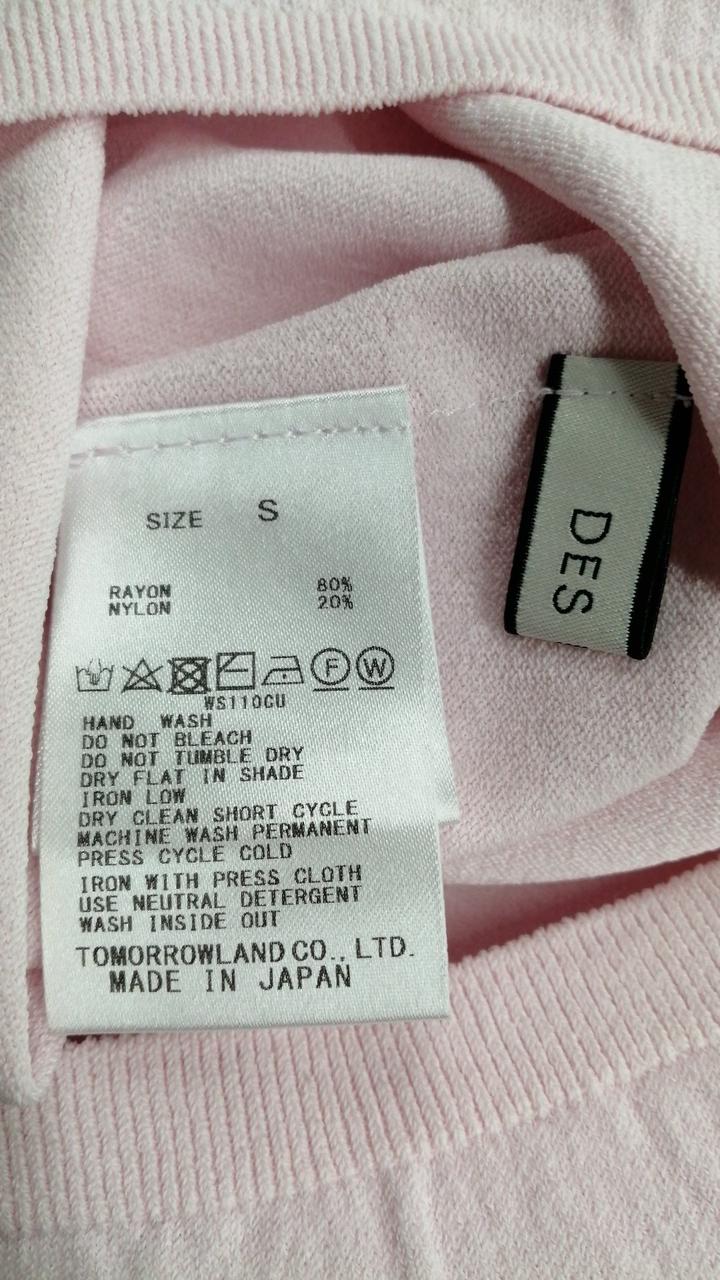 SIZE S
RAYON 80%
NYLON 20%
F W
WS110CU
HAND WASH
DO NOT BLEACH
DO NOT TUMBLE DRY
DRY FLAT IN SHADE
IRON LOW
DRY CLEAN SHORT CYCLE
MACHINE WASH PERMANENT
PRESS CYCLE COLD
IRON WITH PRESS CLOTH
USE NEUTRAL DETERGENT
WASH INSIDE OUT
TOMORROWLAND CO., LTD.
MADE IN JAPAN
DES